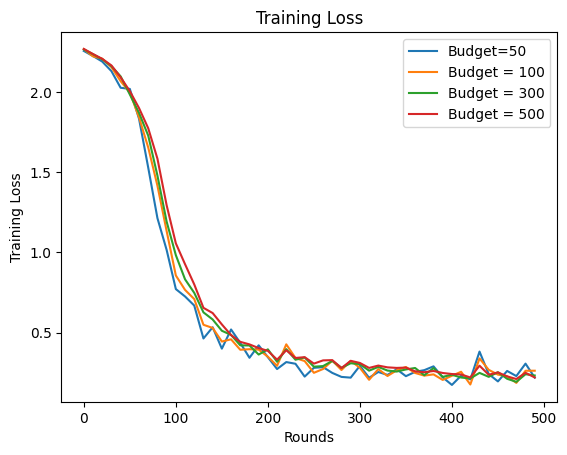 Training Loss
Budget=50
Budget = 100
Budget = 300
Budget = 500
Training Loss
2.0
1.5
1.0
0.5
0
100
200
300
400
500
Rounds